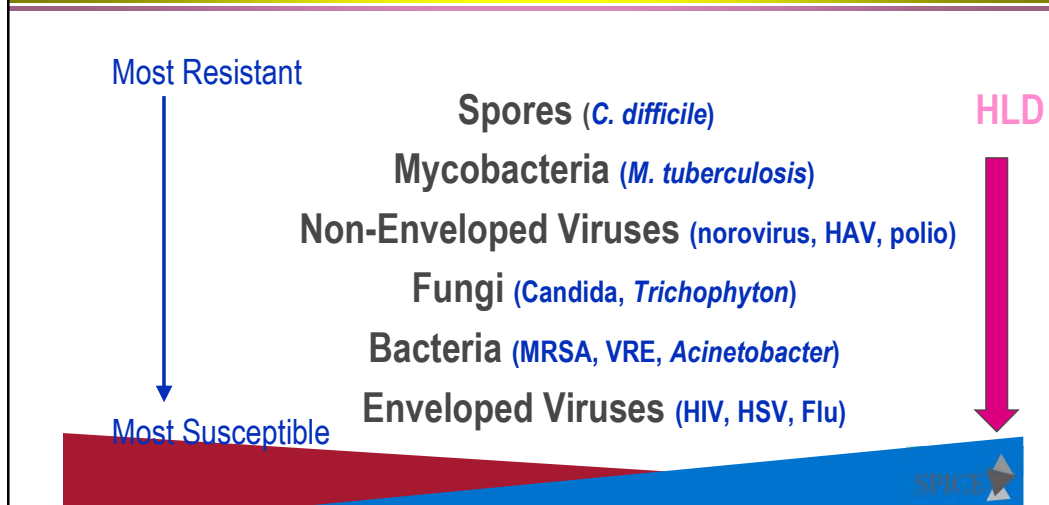 Most Resistant
Spores (C. difficile)
HLD
Mycobacteria (M. tuberculosis)
Non-Enveloped Viruses (norovirus, HAV, polio)
Fungi (Candida, Trichophyton)
Bacteria (MRSA, VRE, Acinetobacter)
Enveloped Viruses (HIV, HSV, Flu)
Most Susceptible
SPICE